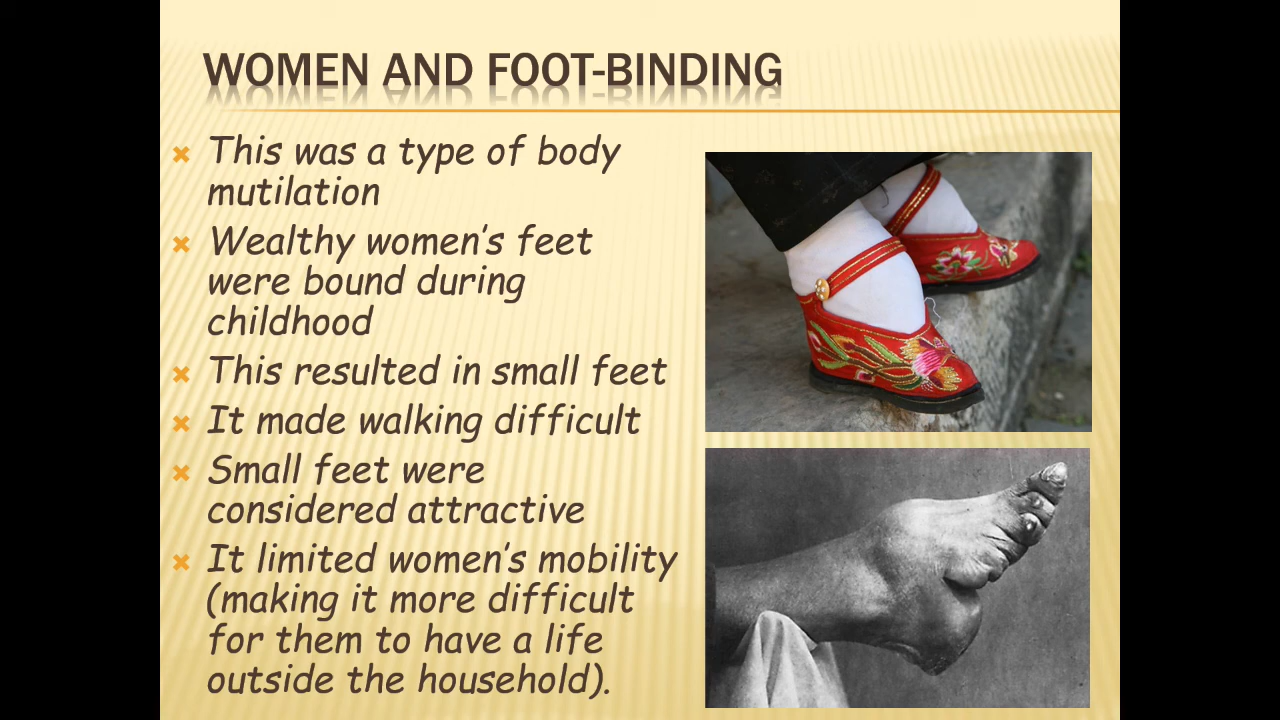 WOMEN AND FOOT-BINDING
This was a type of body
mutilation
Wealthy women's feet
were bound during
childhood
This resulted in small feet
It made walking difficult
Small feet were
considered attractive
It limited women's mobility
(making it more difficult
for them to have a life
outside the household).